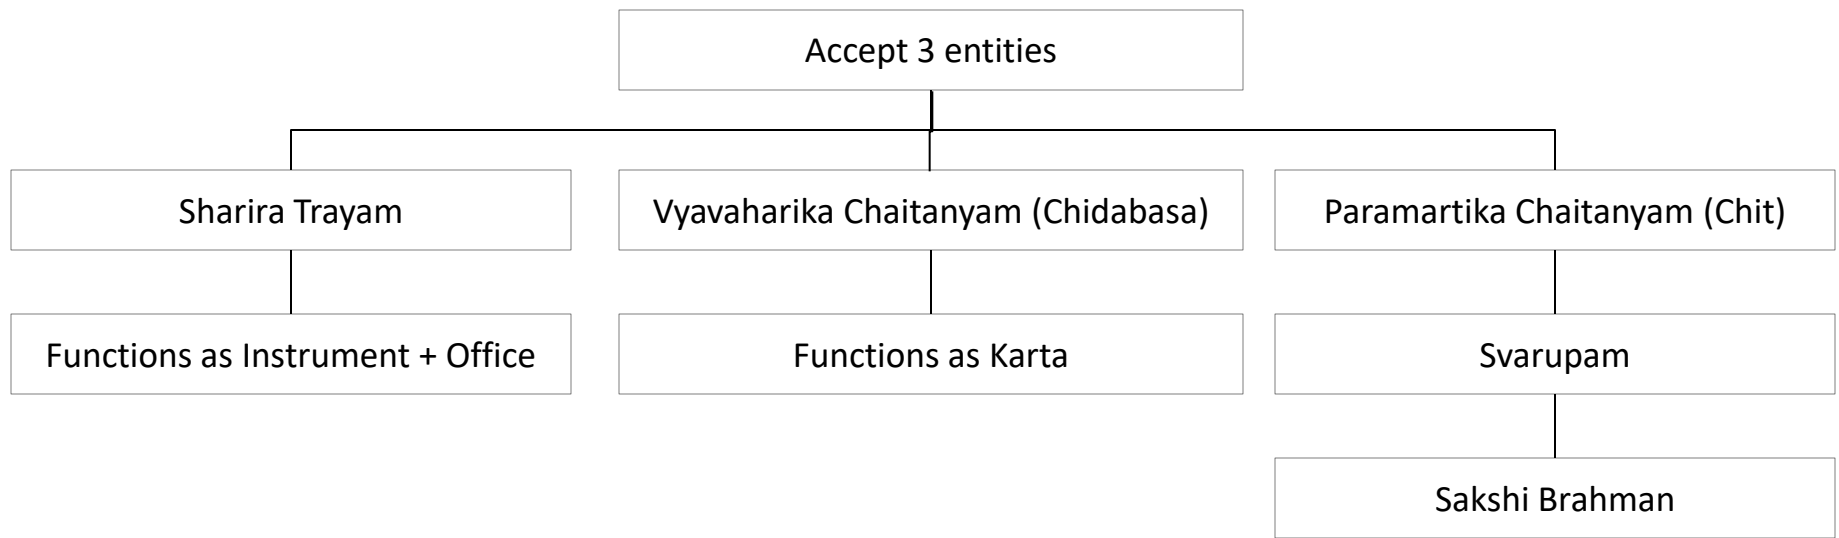 Accept 3 entities
Sharira Trayam
Vyavaharika Chaitanyam (Chidabasa)
Paramartika Chaitanyam (Chit)
Functions as Instrument + Office
Functions as Karta
Svarupam
Sakshi Brahman